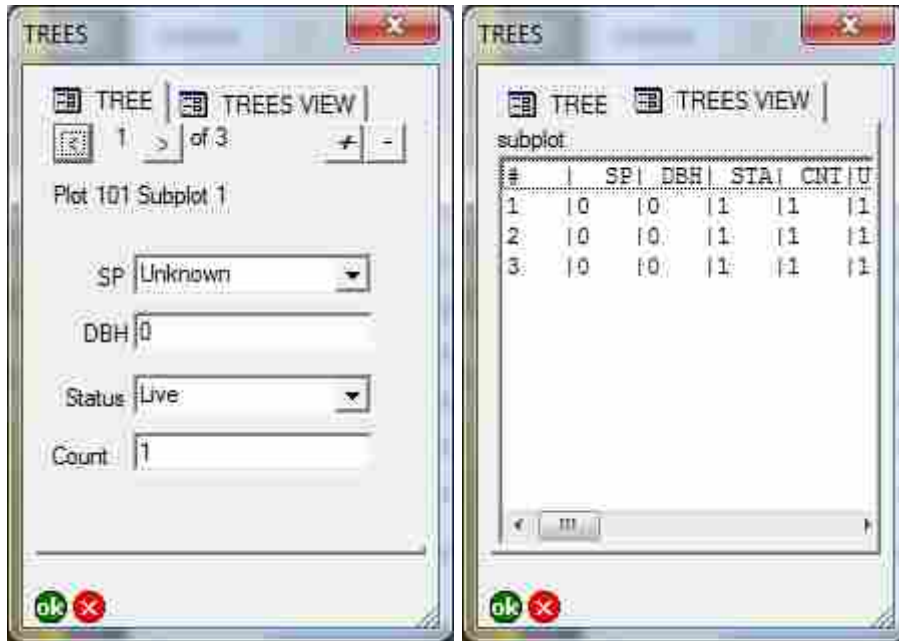 TREES
TREE TREES VIEW
< 1 > of 3 + -
Plot 101 Subplot 1
SP Unknown
DBH 0
Status Live
Count 1
ok
TREES
TREE TREES VIEW
subplot
# | SP| DBH| STA| CNT|U
1 |0 |0 |1 |1 |1
2 |0 |0 |1 |1 |1
3 |0 |0 |1 |1 |1
ok